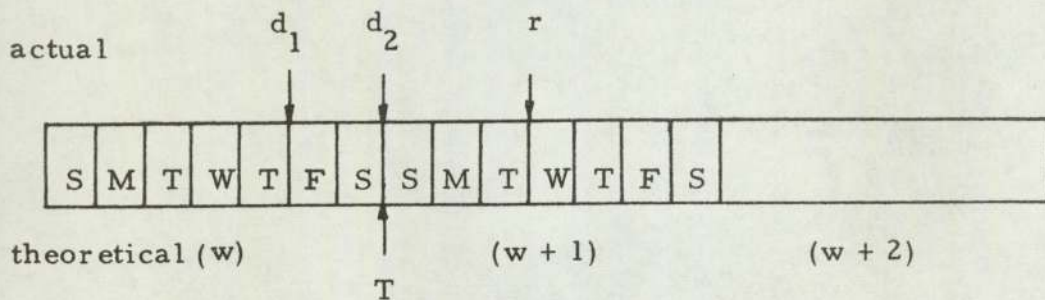 d1 d2 r
actual
S M T W T F S S M T W T F S
theoretical (w) (w + 1) (w + 2)
T